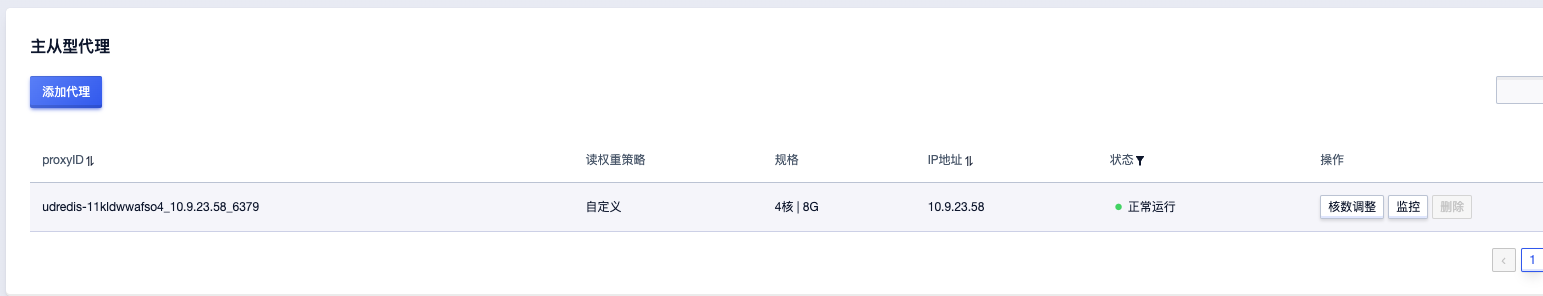 主从型代理
添加代理
proxyID 读权重策略 规格 IP地址 状态 操作
udredis-11kldwwafso4_10.9.23.58_6379 自定义 4核 | 8G 10.9.23.58 正常运行 核数调整 监控 删除
1